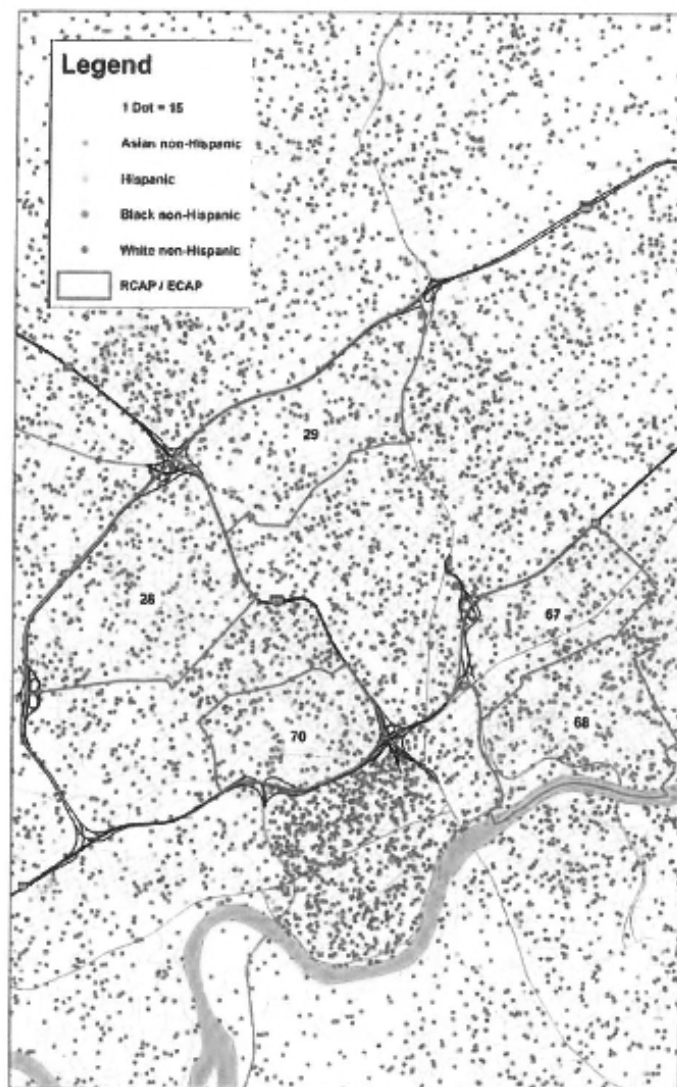 Legend
1 Dot = 15
Asian non-Hispanic
Hispanic
Black non-Hispanic
White non-Hispanic
RCAP / ECAP
29
28
67
70
68